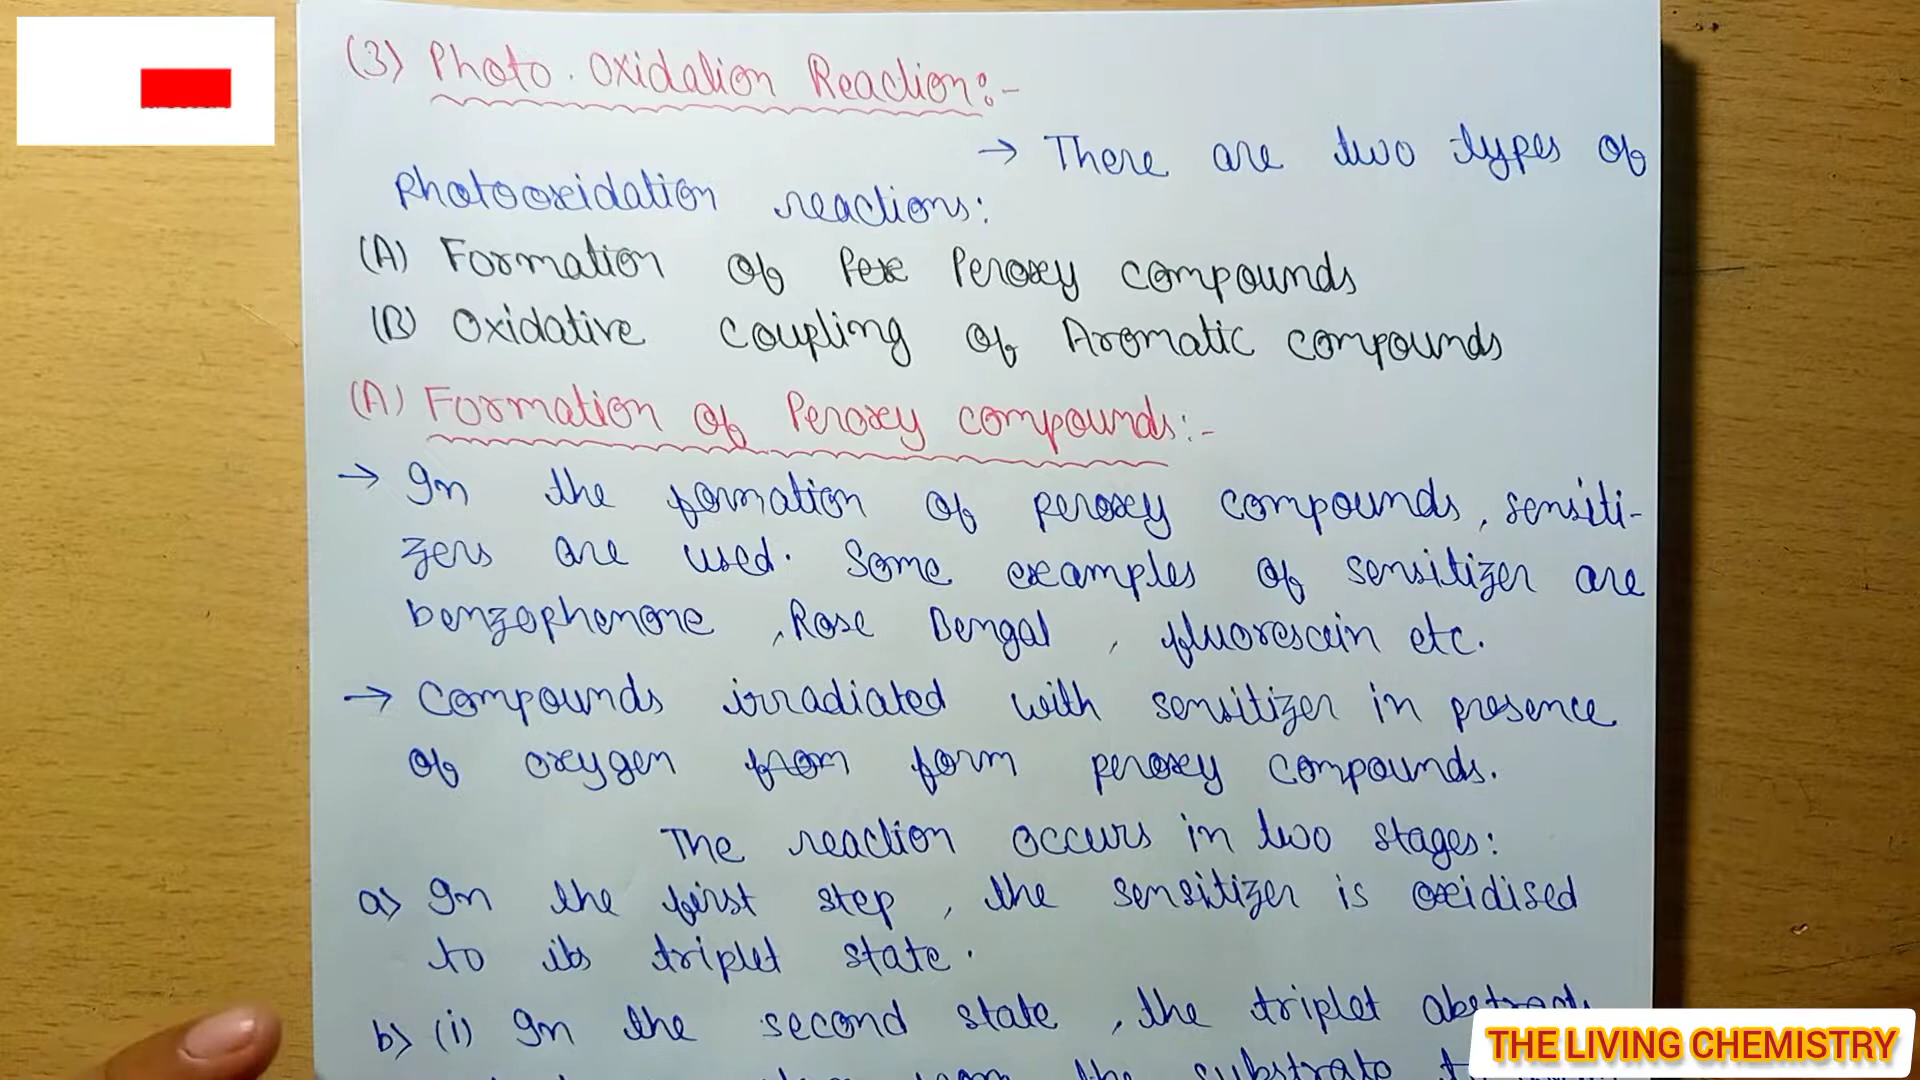 (3) Photo. Oxidation Reaction:-
→ There are two types of
Photooxidation reactions:
(A) Formation of Pex Peroxy compounds
(B) Oxidative Coupling of Aromatic compounds
(A) Formation of Peroxy compounds:-
→ In the formation of peroxy compounds, sensiti-
zers are used. Some examples of sensitizer are
benzophenone, Rose Bengal, fluorescein etc.
→ Compounds irradiated with sensitizer in presence
of oxygen from form peroxy compounds.
The reaction occurs in two stages:
a) In the first step, the sensitizer is oxidised
to its triplet state.
b) (i) In the second state, the triplet abstract
the substrate
THE LIVING CHEMISTRY